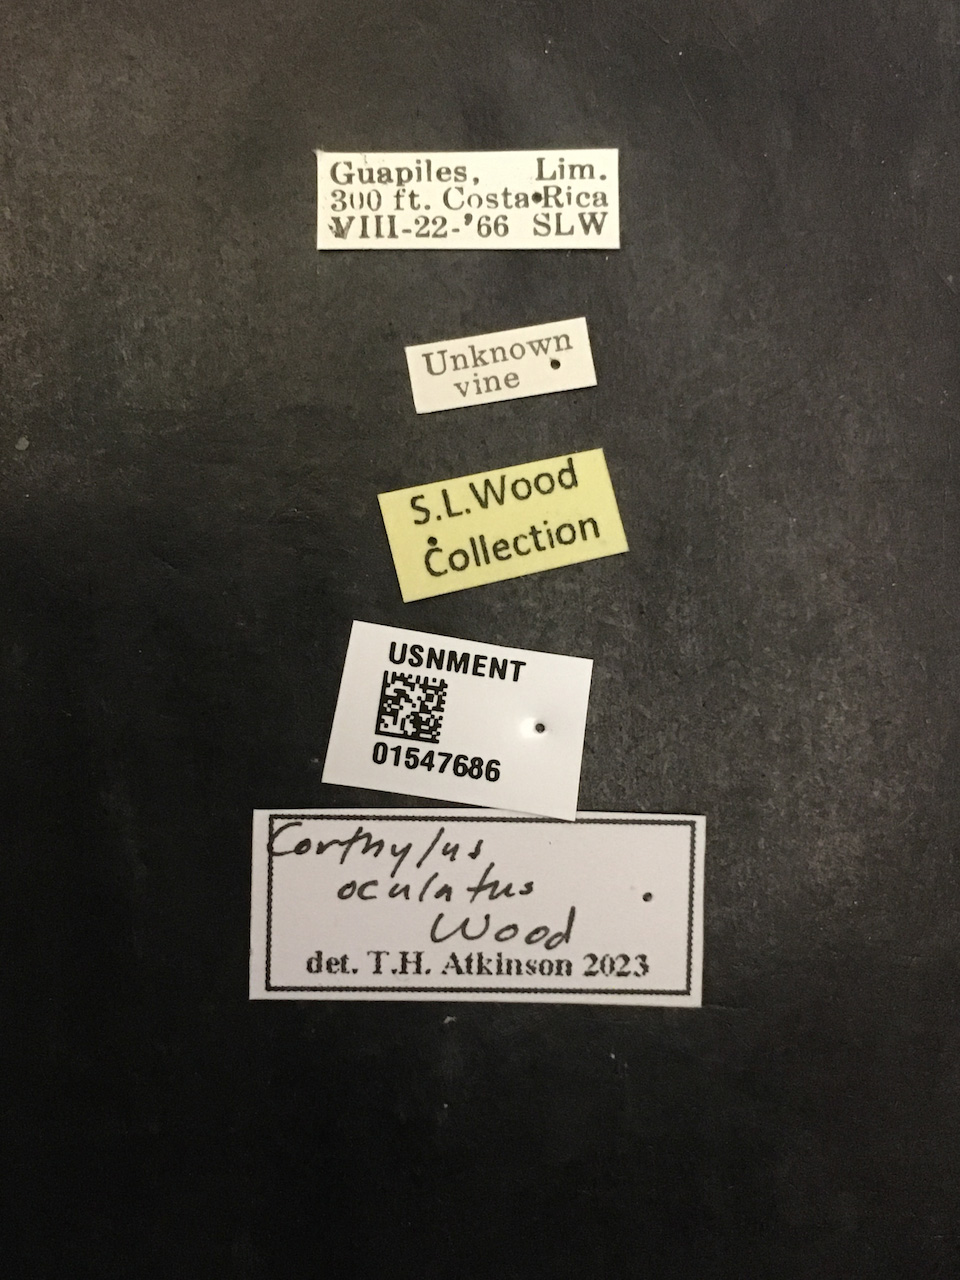 Guapiles, Lim.
300 ft. Costa Rica
VIII-22-'66 SLW
Unknown
vine
S.L.Wood
Collection
USNMENT
01547686
Corthylus
oculatus
Wood
det. T.H. Atkinson 2023